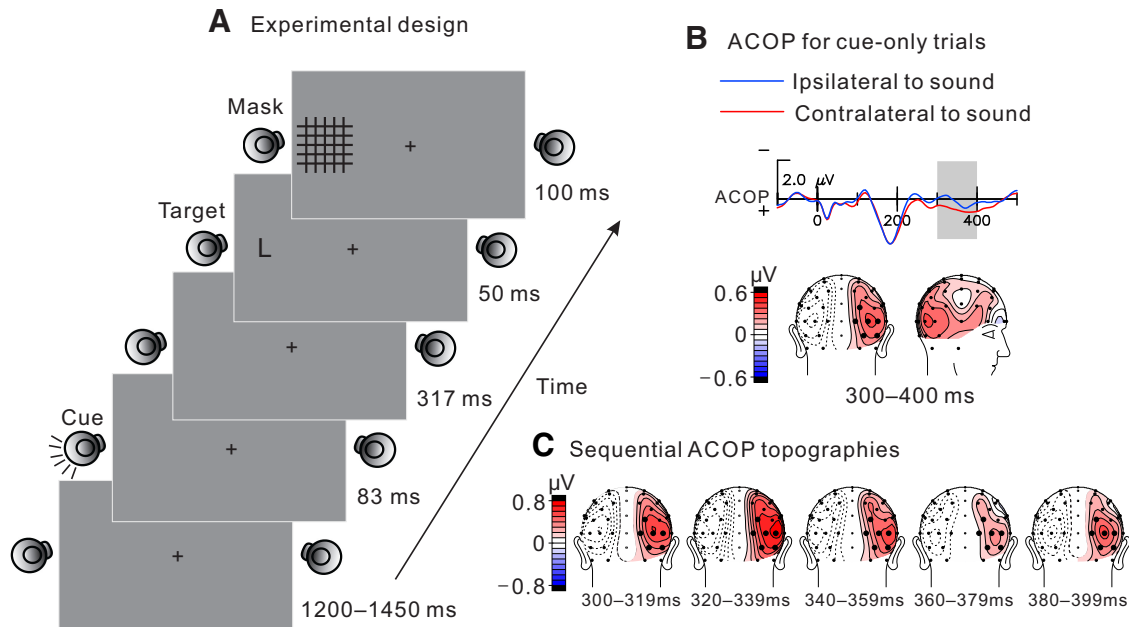 A Experimental design
Mask
+
100 ms
Target
L
+
50 ms
+
317 ms
Cue
+
83 ms
+
1200–1450 ms
Time
B ACOP for cue-only trials
Ipsilateral to sound
Contralateral to sound
−
2.0 μV
ACOP
+
0 200 400
μV
0.6
0
−0.6
300–400 ms
C Sequential ACOP topographies
μV
0.8
0
−0.8
300–319ms 320–339ms 340–359ms 360–379ms 380–399ms